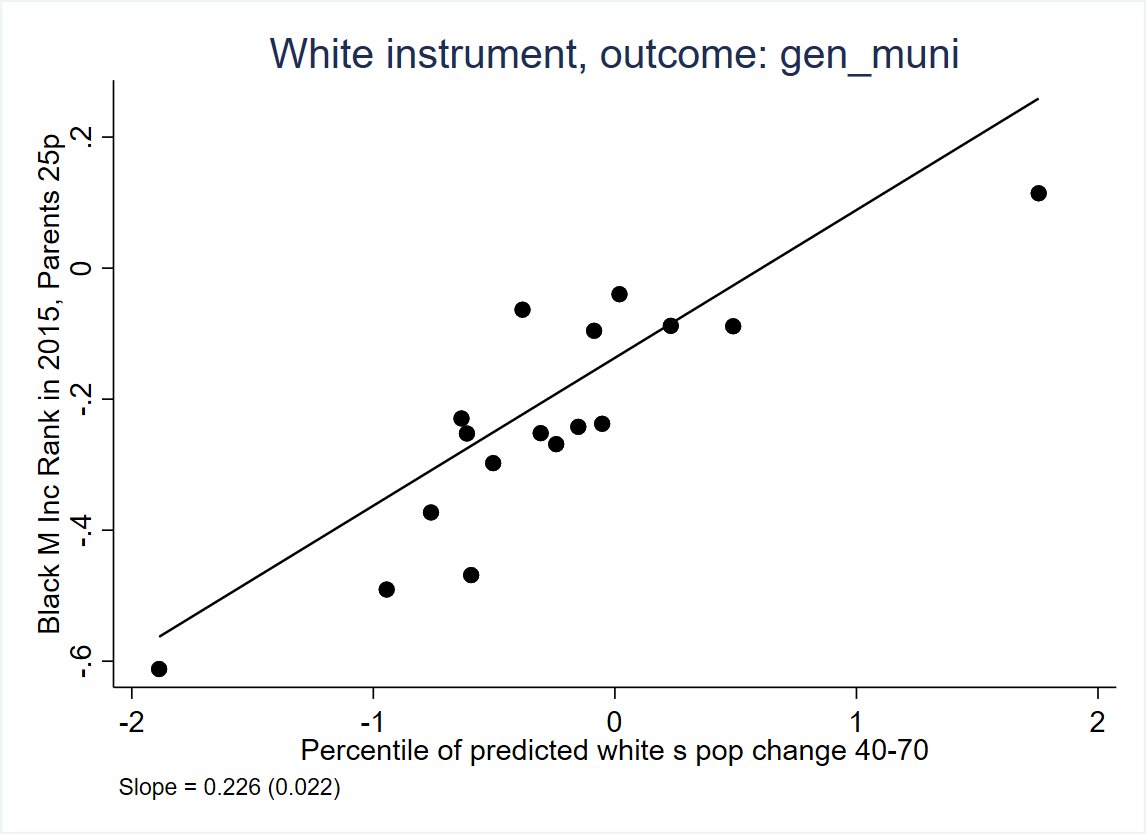 White instrument, outcome: gen_muni
Black M Inc Rank in 2015, Parents 25p
.2
0
-.2
-.4
-.6
-2
-1
0
1
2
Percentile of predicted white s pop change 40-70
Slope = 0.226 (0.022)